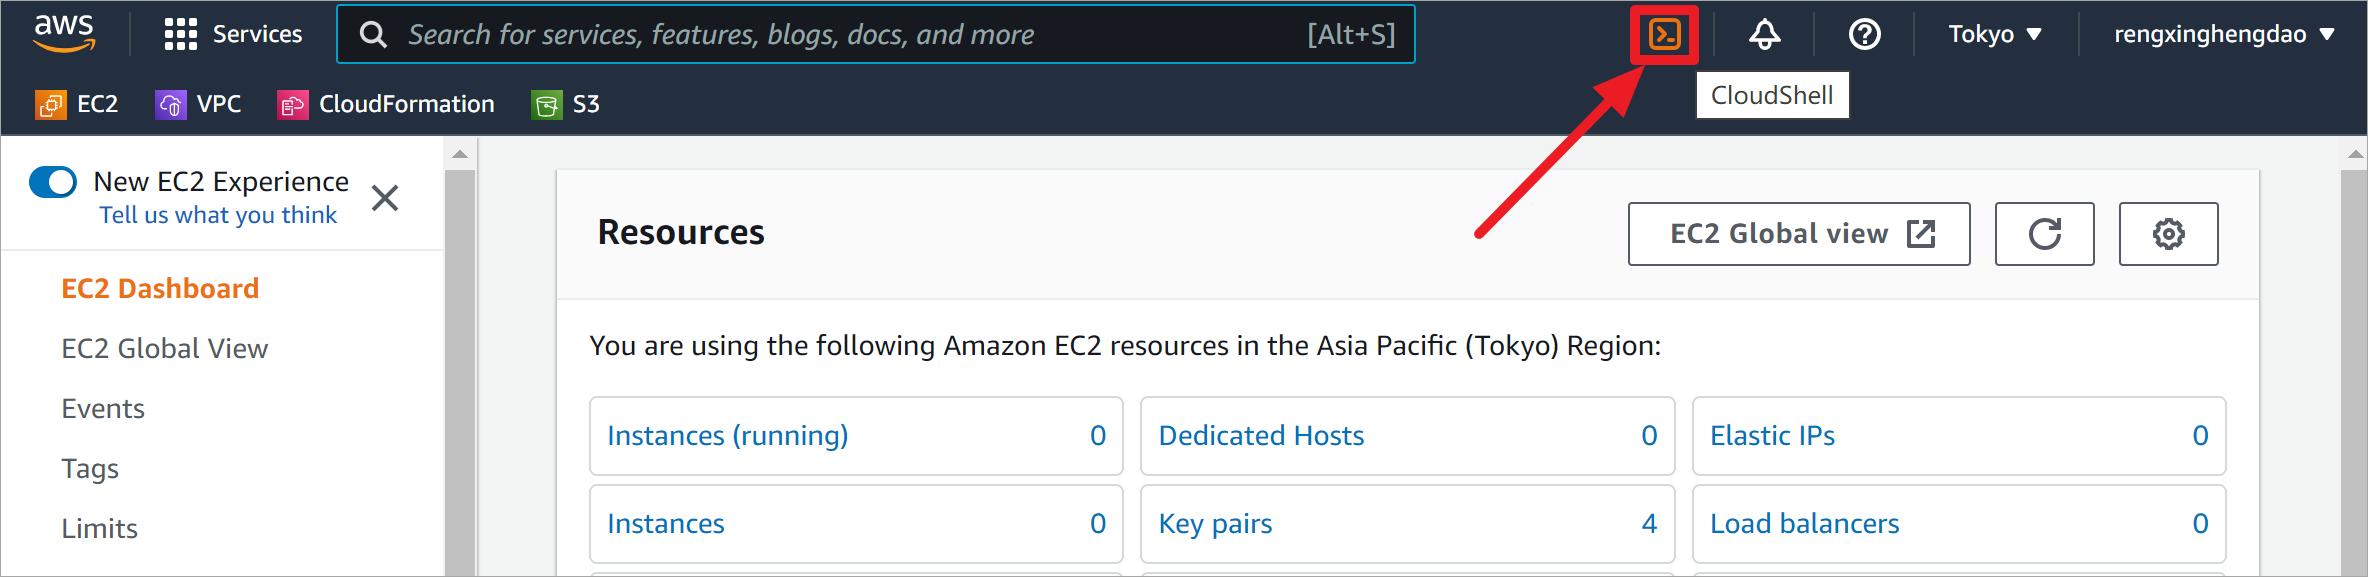 aws
Services
Search for services, features, blogs, docs, and more
[Alt+S]
Tokyo
rengxinghengdao
EC2
VPC
CloudFormation
S3
CloudShell
New EC2 Experience
Tell us what you think
EC2 Dashboard
EC2 Global View
Events
Tags
Limits
Resources
EC2 Global view
You are using the following Amazon EC2 resources in the Asia Pacific (Tokyo) Region:
Instances (running) 0
Dedicated Hosts 0
Elastic IPs 0
Instances 0
Key pairs 4
Load balancers 0